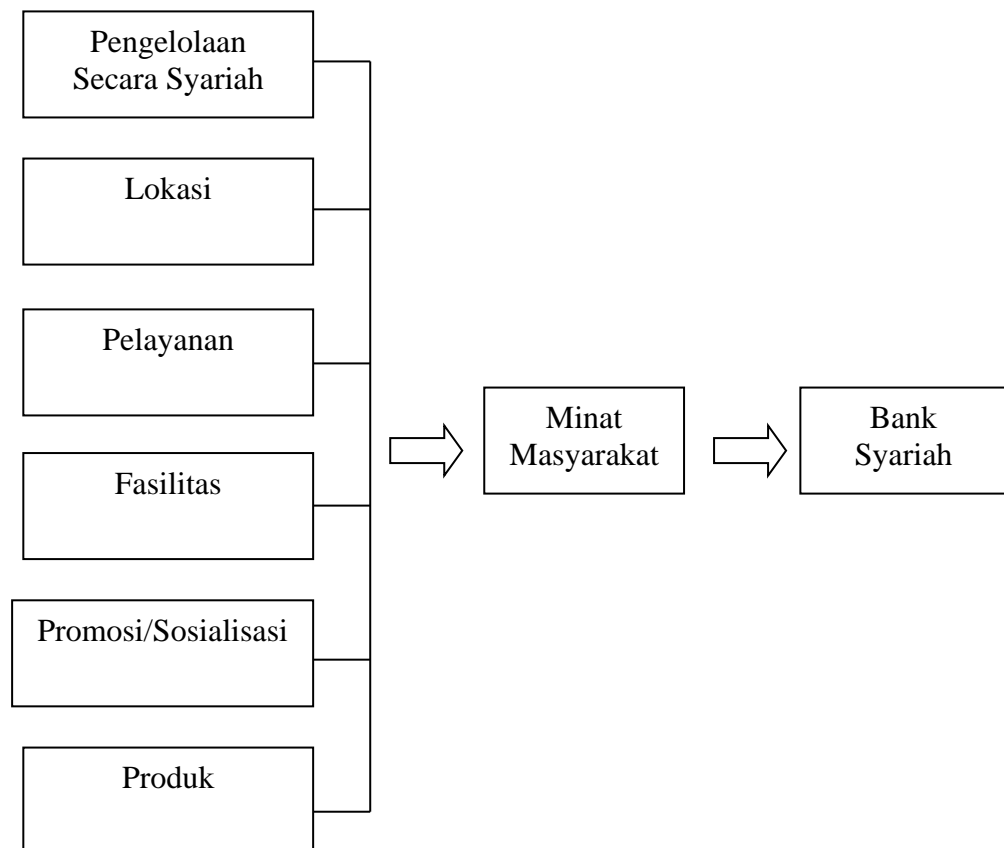 Pengelolaan
Secara Syariah
Lokasi
Pelayanan
Fasilitas
Promosi/Sosialisasi
Produk
Minat
Masyarakat
Bank
Syariah